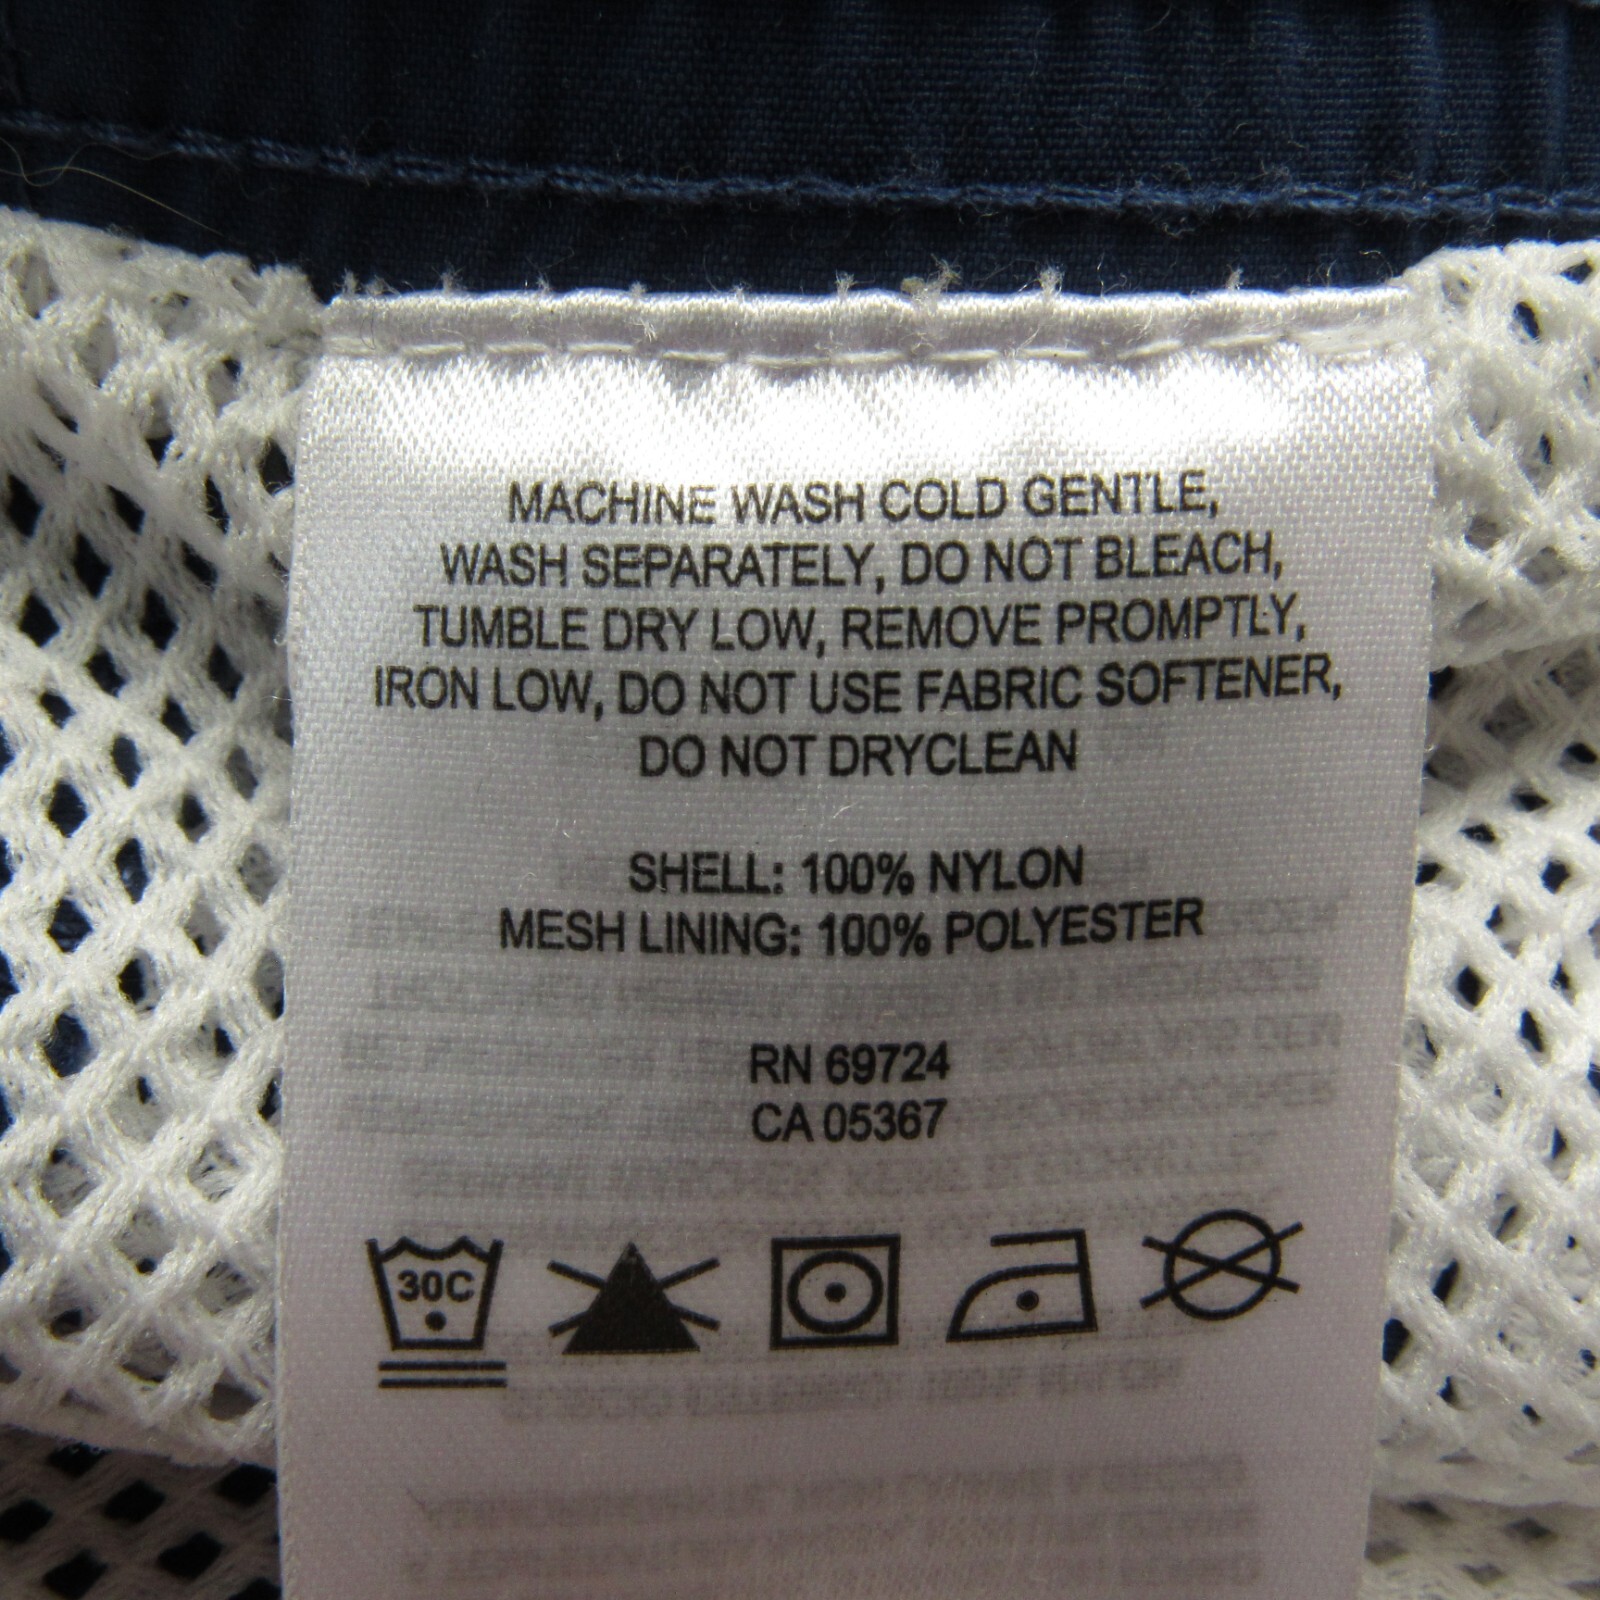 MACHINE WASH COLD GENTLE,
WASH SEPARATELY, DO NOT BLEACH,
TUMBLE DRY LOW, REMOVE PROMPTLY,
IRON LOW, DO NOT USE FABRIC SOFTENER,
DO NOT DRYCLEAN
SHELL: 100% NYLON
MESH LINING: 100% POLYESTER
RN 69724
CA 05367
30C